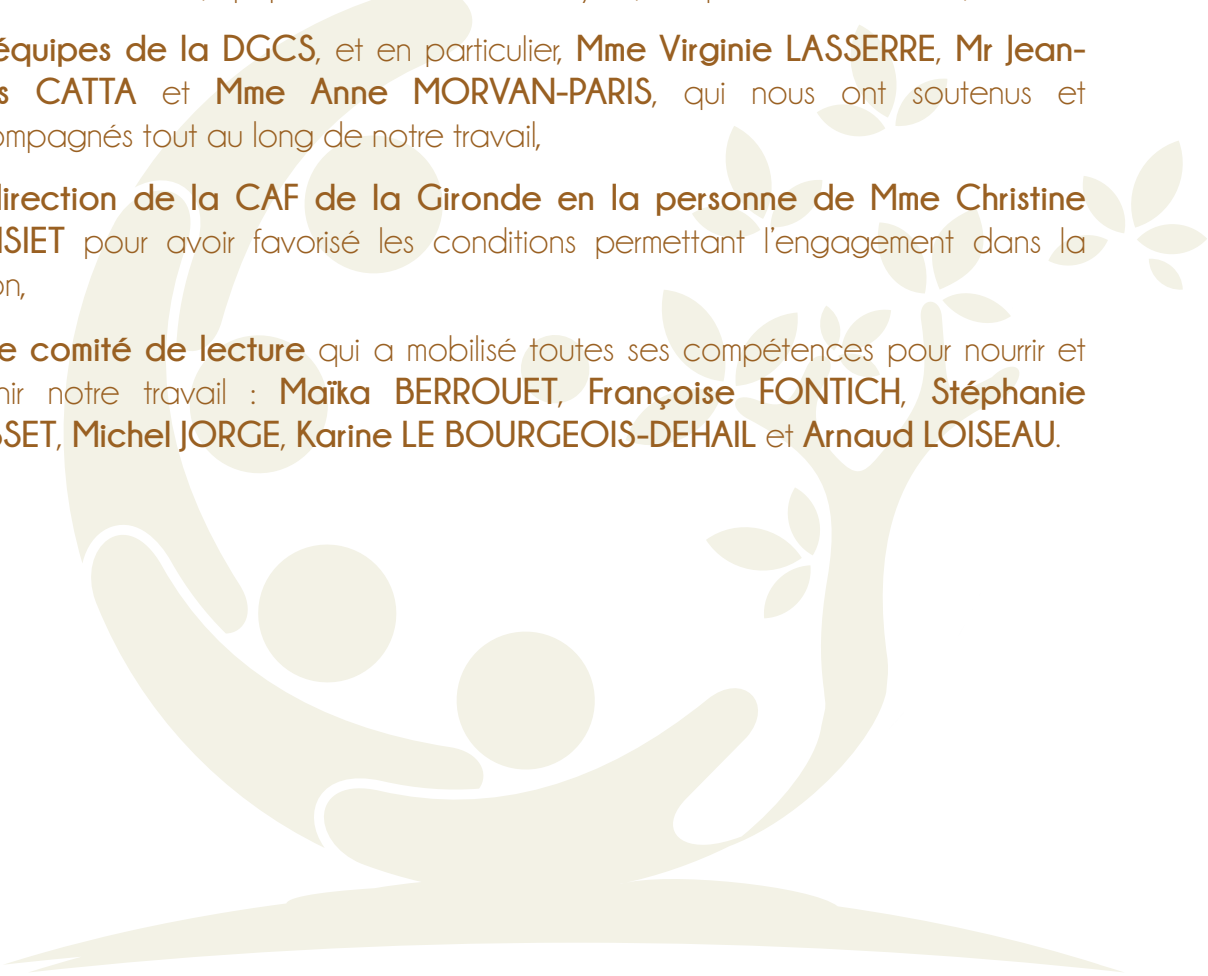 équipes de la DGCS, et en particulier, Mme Virginie LASSERRE, Mr Jean-
s CATTA et Mme Anne MORVAN-PARIS, qui nous ont soutenus et
ompagnés tout au long de notre travail,
direction de la CAF de la Gironde en la personne de Mme Christine
pour avoir favorisé les conditions permettant l'engagement dans la
on,
e comité de lecture qui a mobilisé toutes ses compétences pour nourrir et
nir notre travail : Maïka BERROUET, Françoise FONTICH, Stéphanie
SSET, Michel JORGE, Karine LE BOURGEOIS-DEHAIL et Arnaud LOISEAU.